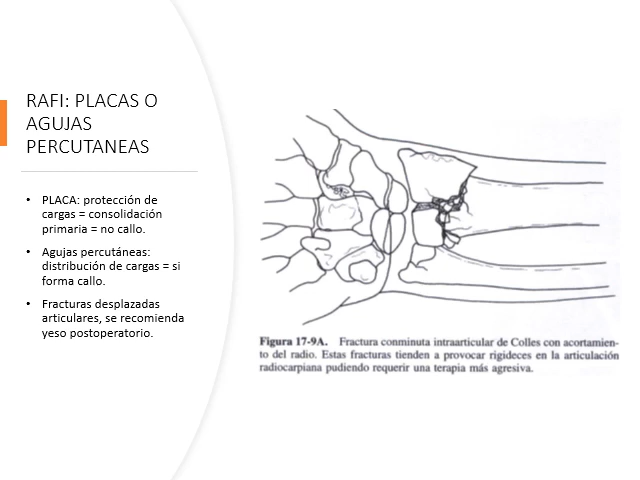 RAFI: PLACAS O
AGUJAS
PERCUTANEAS
• PLACA: protección de
cargas = consolidación
primaria = no callo.
• Agujas percutáneas:
distribución de cargas = si
forma callo.
• Fracturas desplazadas
articulares, se recomienda
yeso postoperatorio.
Figura 17-9A. Fractura conminuta intraarticular de Colles con acortamien-
to del radio. Estas fracturas tienden a provocar rigideces en la articulación
radiocarpiana pudiendo requerir una terapia más agresiva.